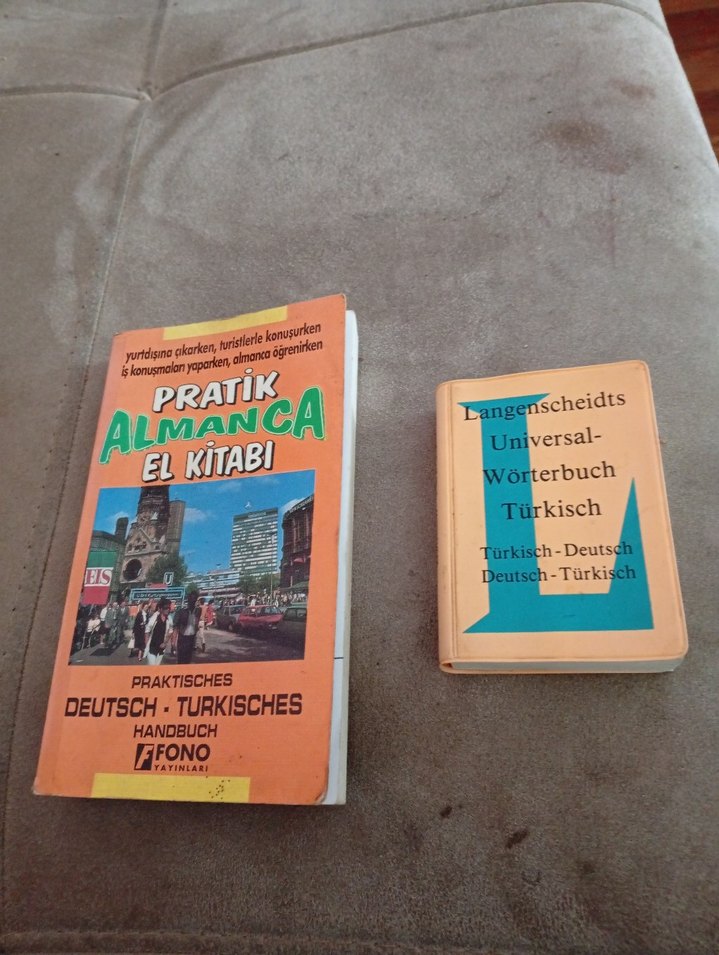 yurtdışına çıkarken, turistlerle konuşurken
iş konuşmaları yaparken, almanca öğrenirken
PRATİK
ALMANCA
EL KİTABI
EIS
PRAKTISCHES
DEUTSCH - TURKISCHES
HANDBUCH
FONO
YAYINLARI
Langenscheidts
Universal-
Wörterbuch
Türkisch
Türkisch-Deutsch
Deutsch-Türkisch